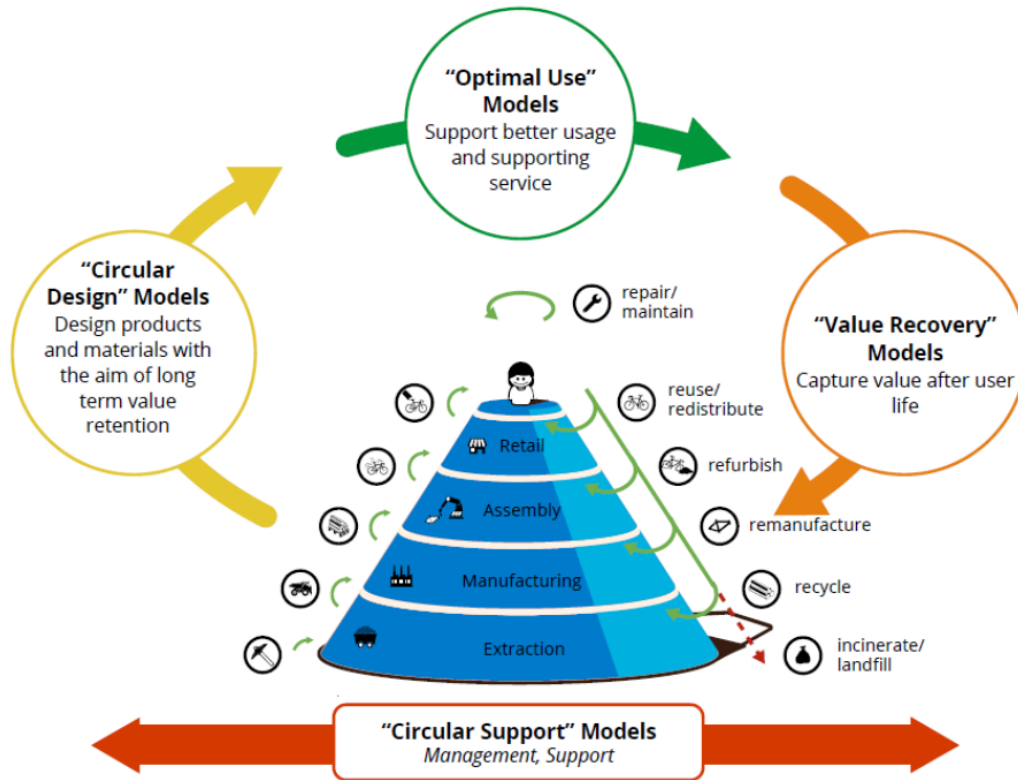 “Optimal Use”
Models
Support better usage
and supporting
service
“Circular
Design” Models
Design products
and materials with
the aim of long
term value
retention
“Value Recovery”
Models
Capture value after user
life
repair/
maintain
reuse/
redistribute
refurbish
remanufacture
recycle
incinerate/
landfill
Retail
Assembly
Manufacturing
Extraction
“Circular Support” Models
Management, Support